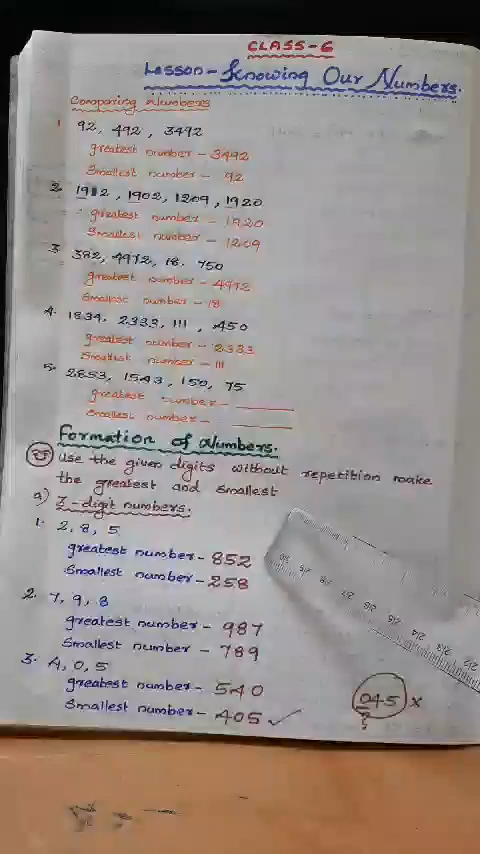 CLASS-6
Lesson - Knowing Our Numbers.
Comparing Numbers
1. 92, 492, 3492
greatest number - 3492
Smallest number - 92
2. 1912, 1902, 1209, 1920
greatest number - 1920
Smallest number - 1209
3. 382, 4972, 18. 750
greatest number - 4972
Smallest number - 18
4. 1834. 2333, 111, 450
greatest number - 2333
Smallest number - 111
5. 2853, 1543, 150, 75
greatest number -
Smallest number -
Formation of Numbers.
Use the given digits without repetition make
the greatest and smallest
a) 3-digit numbers.
1. 2, 8, 5
greatest number - 852
Smallest number - 258
2. 7, 9, 8
greatest number - 987
Smallest number - 789
3. 4, 0, 5
greatest number - 540
Smallest number - 405 ✓
045 x
?